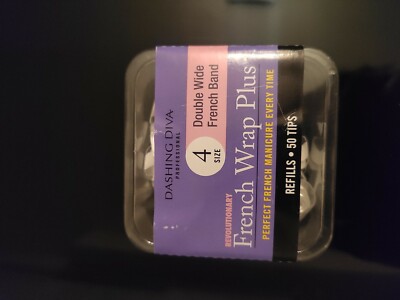 DASHING DIVA
PROFESSIONAL
4
SIZE
Double Wide
French Band
REVOLUTIONARY
French Wrap Plus
PERFECT FRENCH MANICURE EVERY TIME
REFILLS • 50 TIPS